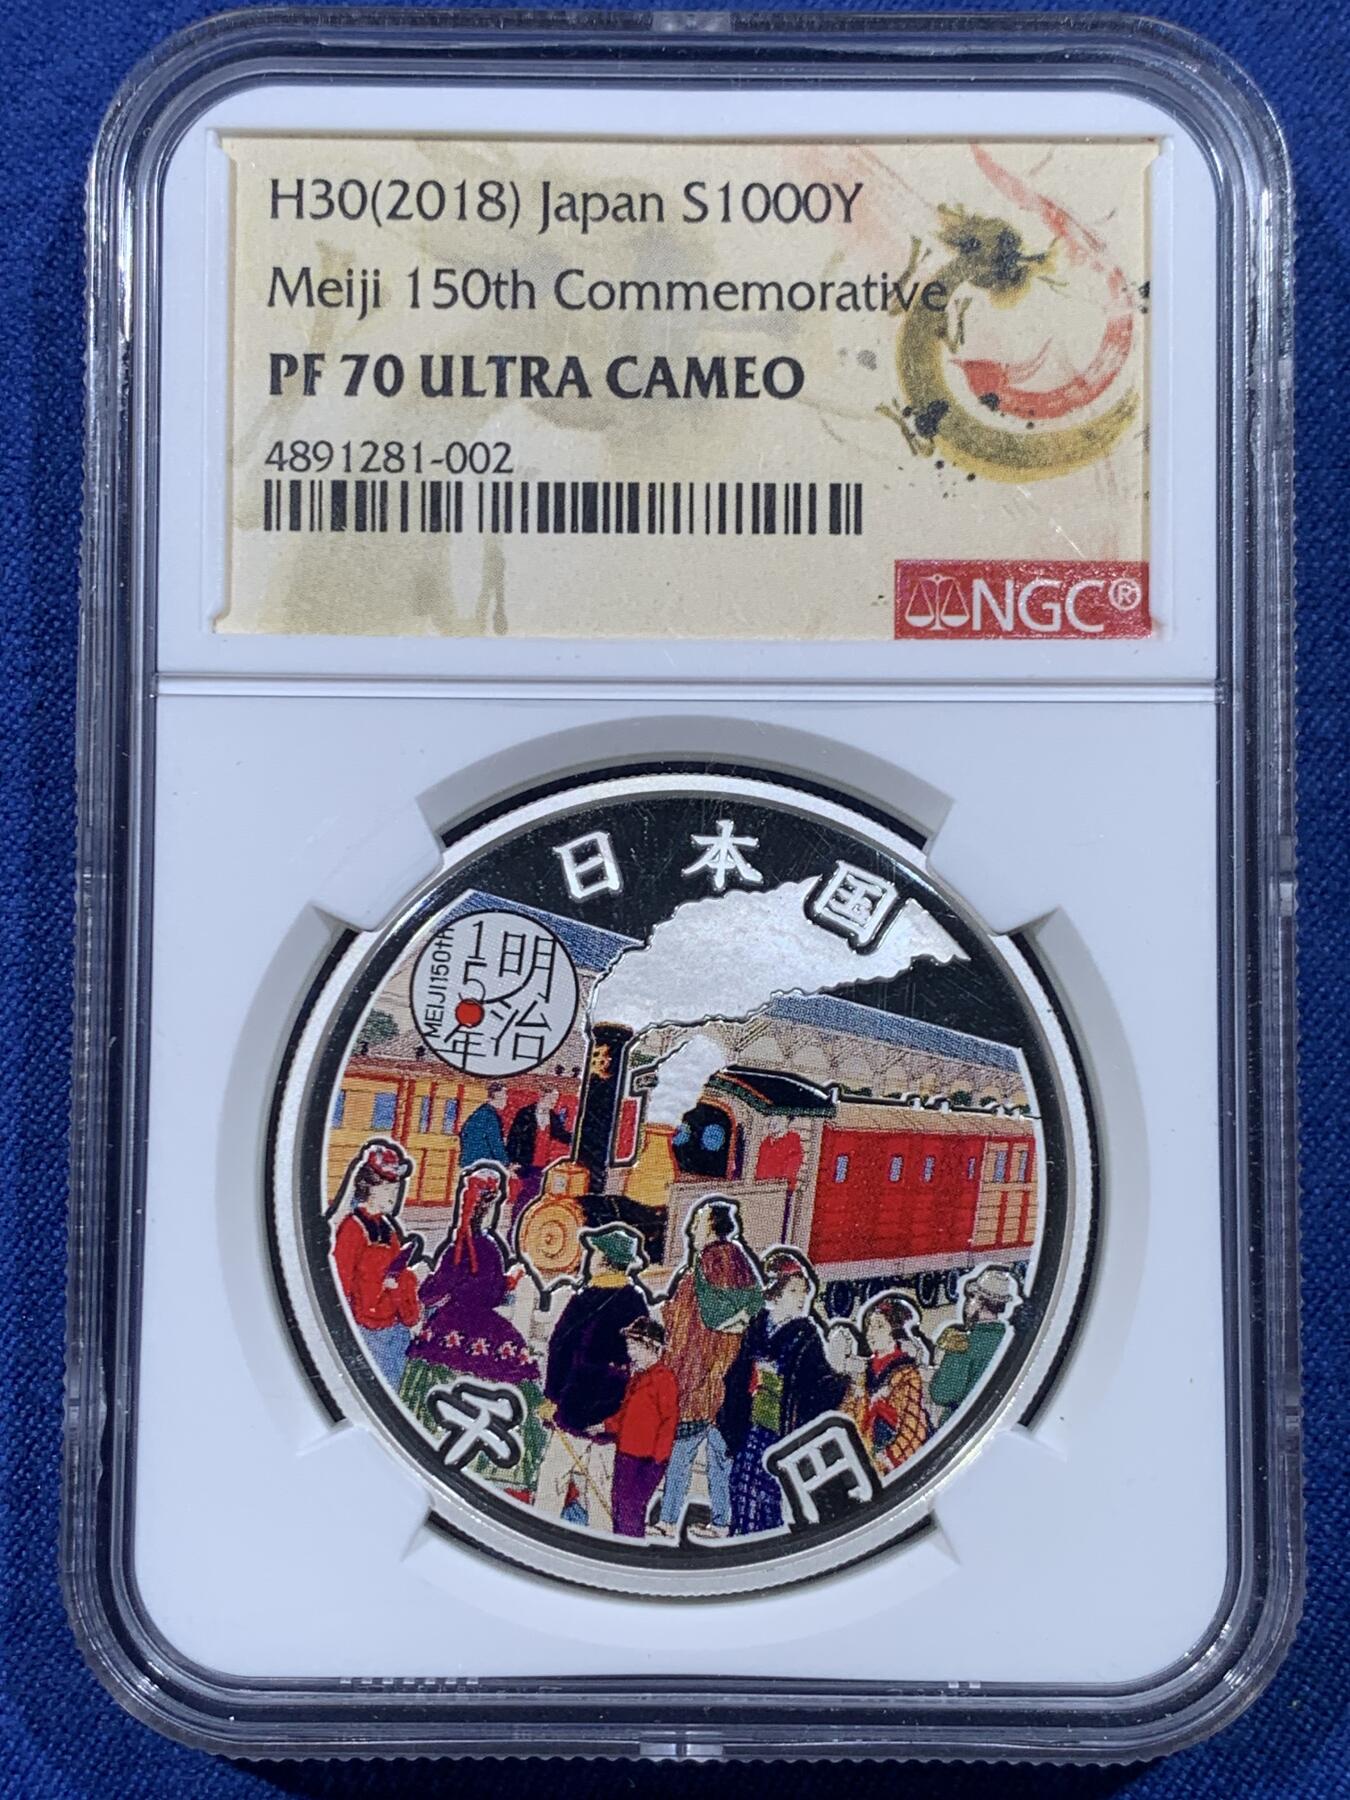 H30(2018) Japan S1000Y
Meiji 150th Commemorative
PF 70 ULTRA CAMEO
4891281-002
NGC®
日本国
明治
150年
MEIJI150th
千円